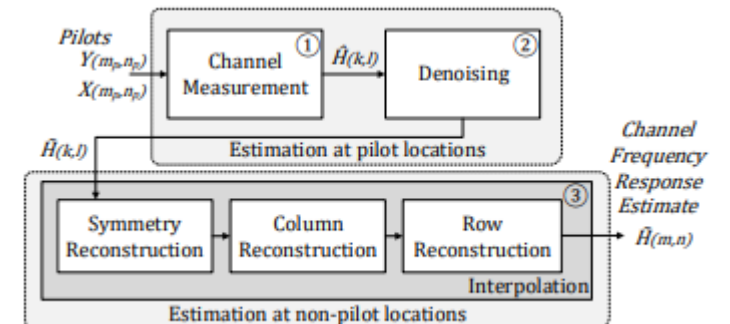 Pilots
Y(mₚ,nₚ)
X(mₚ,nₚ)
Channel
Measurement
①
Ĥ(k,l)
Denoising
②
Estimation at pilot locations
H̃(k,l)
Channel
Frequency
Response
Estimate
H̃(m,n)
③
Symmetry
Reconstruction
Column
Reconstruction
Row
Reconstruction
Interpolation
Estimation at non-pilot locations